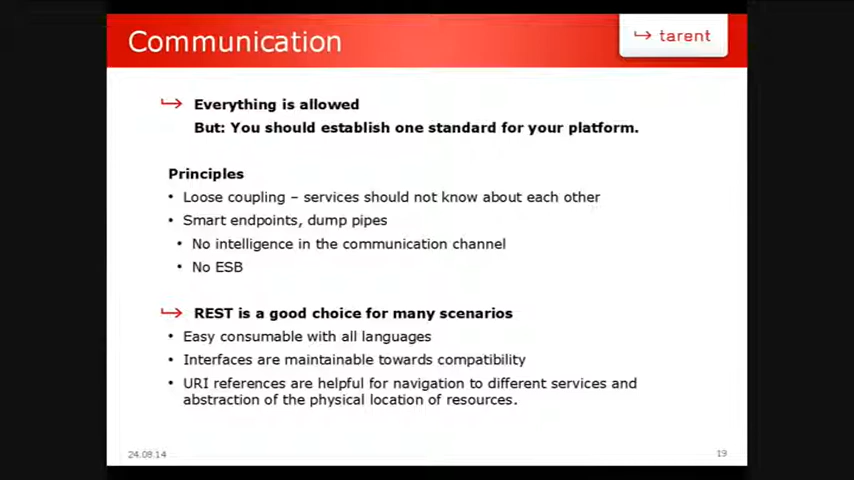 Communication
tarent
Everything is allowed
But: You should establish one standard for your platform.
Principles
• Loose coupling – services should not know about each other
• Smart endpoints, dump pipes
• No intelligence in the communication channel
• No ESB
REST is a good choice for many scenarios
• Easy consumable with all languages
• Interfaces are maintainable towards compatibility
• URI references are helpful for navigation to different services and
abstraction of the physical location of resources.
24.08.14
19